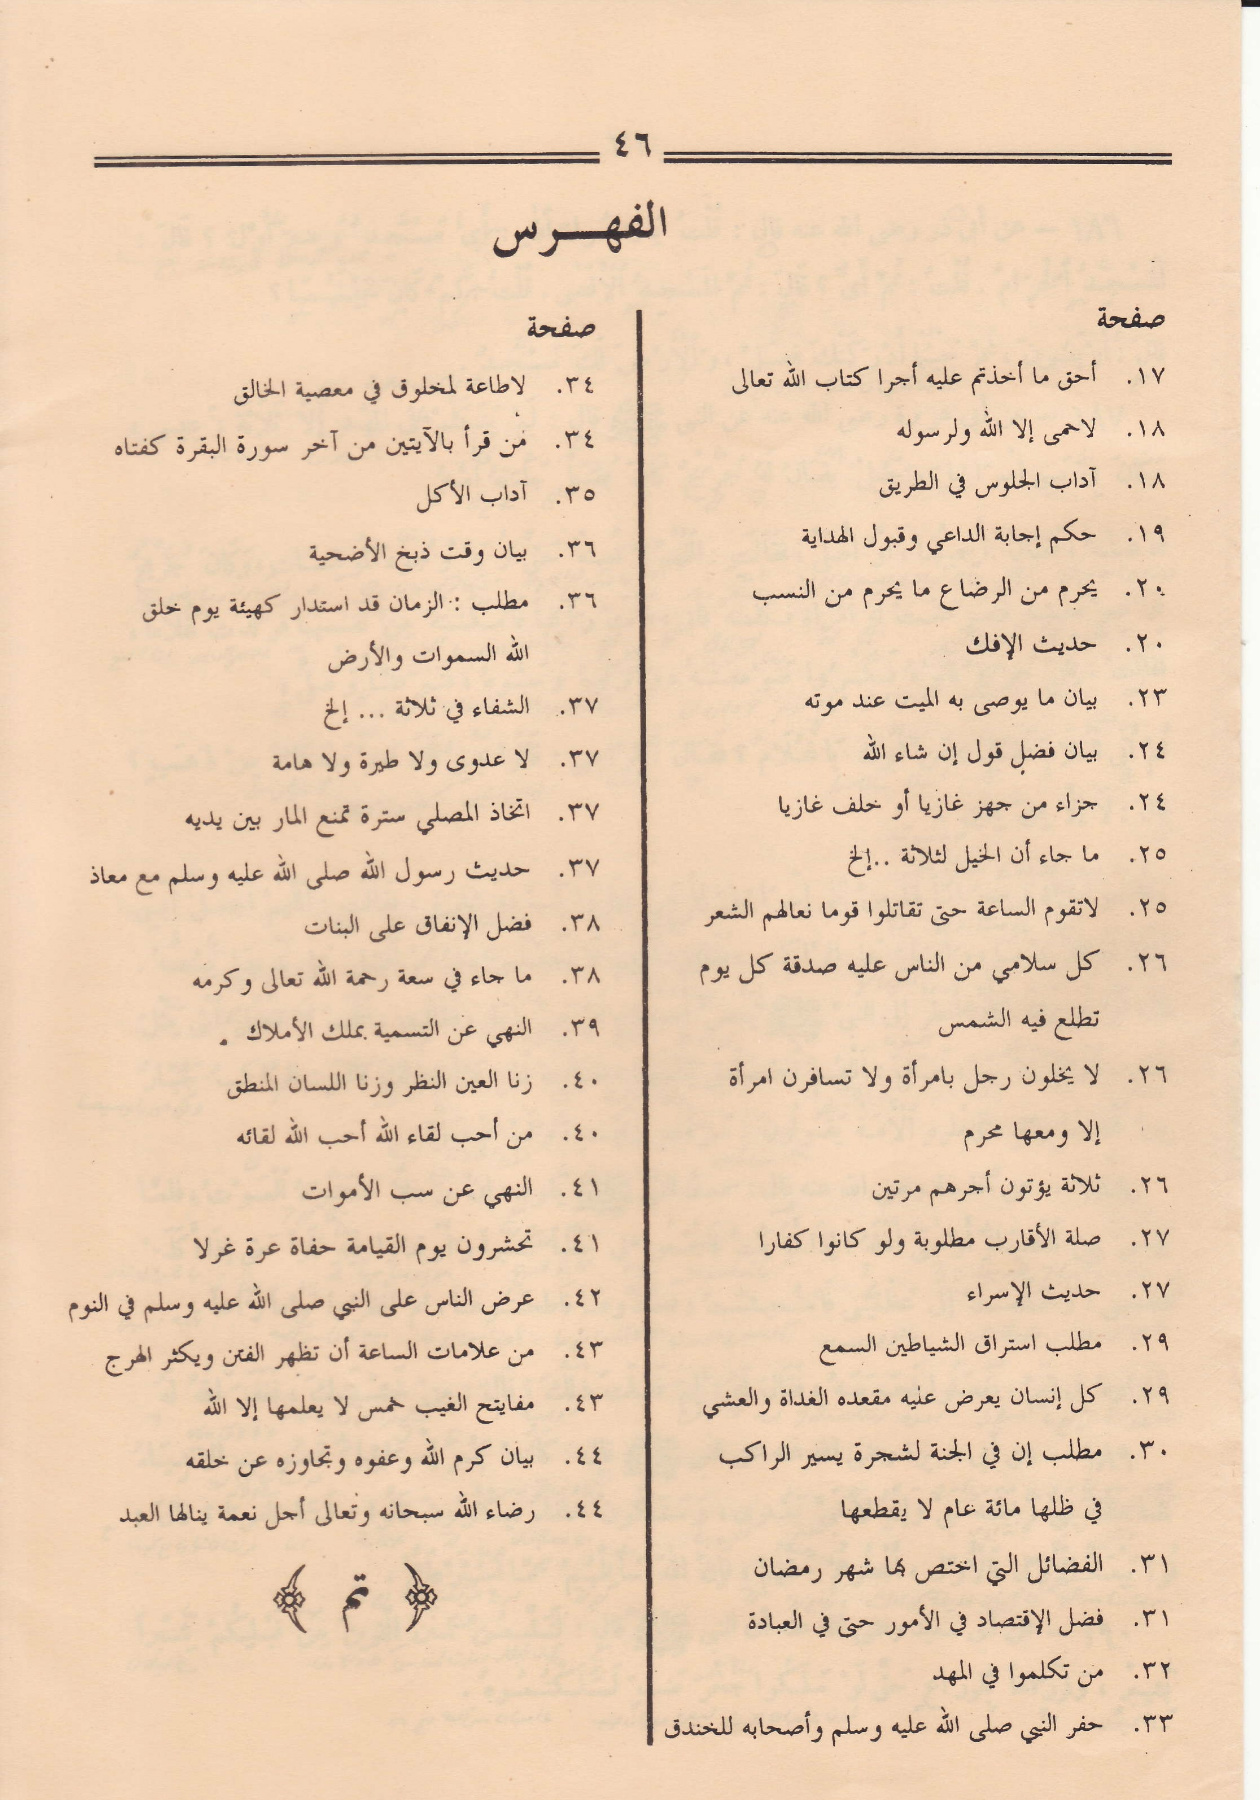 ٤٦
الفهرس
صفحة
١٧. أحق ما أخذتم عليه أجرا كتاب الله تعالى
١٨. لاحمى إلا الله ولرسوله
١٨. آداب الجلوس في الطريق
١٩. حكم إجابة الداعي وقبول الهداية
٢٠. يحرم من الرضاع ما يحرم من النسب
٢٠. حديث الإفك
٢٣. بيان ما يوصى به الميت عند موته
٢٤. بيان فضل قول إن شاء الله
٢٤. جزاء من جهز غازيا أو خلف غازيا
٢٥. ما جاء أن الخيل لثلاثة ..إلخ
٢٥. لاتقوم الساعة حتى تقاتلوا قوما نعالهم الشعر
٢٦. كل سلامي من الناس عليه صدقة كل يوم
تطلع فيه الشمس
٢٦. لا يخلون رجل بامرأة ولا تسافرن امرأة
إلا ومعها محرم
٢٦. ثلاثة يؤتون أجرهم مرتين
٢٧. صلة الأقارب مطلوبة ولو كانوا كفارا
٢٧. حديث الإسراء
٢٩. مطلب استراق الشياطين السمع
٢٩. كل إنسان يعرض عليه مقعده الغداة والعشي
٣٠. مطلب إن في الجنة لشجرة يسير الراكب
في ظلها مائة عام لا يقطعها
٣١. الفضائل التي اختص بها شهر رمضان
٣١. فضل الإقتصاد في الأمور حتى في العبادة
٣٢. من تكلموا في المهد
٣٣. حفر النبي صلى الله عليه وسلم وأصحابه للخندق
صفحة
٣٤. لاطاعة لمخلوق في معصية الخالق
٣٤. من قرأ بالآيتين من آخر سورة البقرة كفتاه
٣٥. آداب الأكل
٣٦. بيان وقت ذبخ الأضحية
٣٦. مطلب : الزمان قد استدار كهيئة يوم خلق
الله السموات والأرض
٣٧. الشفاء في ثلاثة ... إلخ
٣٧. لا عدوى ولا طيرة ولا هامة
٣٧. اتخاذ المصلي سترة تمنع المار بين يديه
٣٧. حديث رسول الله صلى الله عليه وسلم مع معاذ
٣٨. فضل الإنفاق على البنات
٣٨. ما جاء في سعة رحمة الله تعالى وكرمه
٣٩. النهي عن التسمية بملك الأملاك .
٤٠. زنا العين النظر وزنا اللسان المنطق
٤٠. من أحب لقاء الله أحب الله لقائه
٤١. النهي عن سب الأموات
٤١. تحشرون يوم القيامة حفاة عرة غرلا
٤٢. عرض الناس على النبي صلى الله عليه وسلم في النوم
٤٣. من علامات الساعة أن تظهر الفتن ويكثر الهرج
٤٣. مفايتح الغيب خمس لا يعلمها إلا الله
٤٤. بيان كرم الله وعفوه وتجاوزه عن خلقه
٤٤. رضاء الله سبحانه وتعالى أجل نعمة ينالها العبد
تم